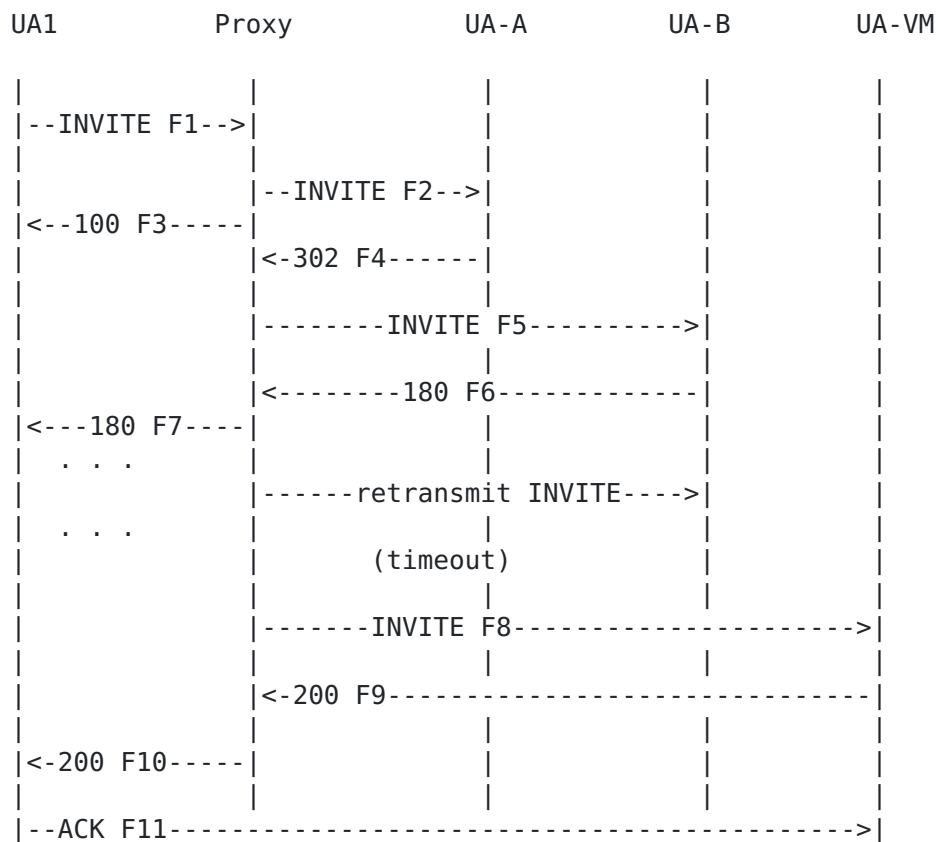 UA1 Proxy UA-A UA-B UA-VM
| | | | |
|--INVITE F1-->| | | |
| | | | |
| |--INVITE F2-->| | |
|<--100 F3-----| | | |
| |<-302 F4------| | |
| | | | |
| |--------INVITE F5---------->| |
| | | | |
| |<--------180 F6-------------| |
|<---180 F7----| | | |
| . . . | | | |
| |------retransmit INVITE---->| |
| . . . | | | |
| | (timeout) | |
| | | | |
| |-------INVITE F8---------------------->|
| | | | |
| |<-200 F9-------------------------------|
| | | | |
|<-200 F10-----| | | |
| | | | |
|--ACK F11-------------------------------------------->|